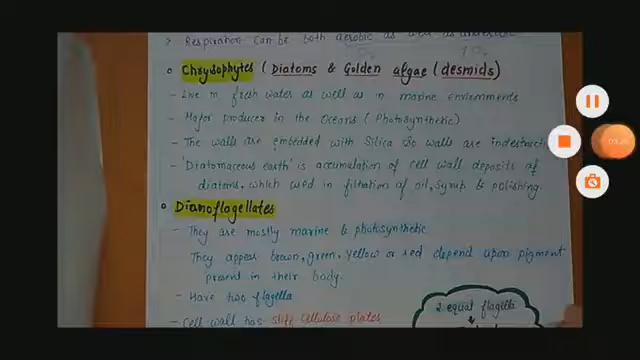 > Respiration can be both aerobic as well as anaerobic
o Chrysophytes (Diatoms & Golden algae (desmids)
- Live in fresh water as well as in marine enviernments
- Major producer in the Oceans (Photosynthetic)
- The walls are embedded with Silica so walls are indestruct
- 'Diatomaceous earth' is accumulation of cell wall deposits of
diatoms, which used in filtration of oil, syrup & polishing.
o Dianoflagellates
- They are mostly marine & photosynthetic
They appear brown, green, yellow or red depend upon pigment
present in their body.
- Have two flagella
2 equal flagella
- Cell wall has stiff cellulose plates